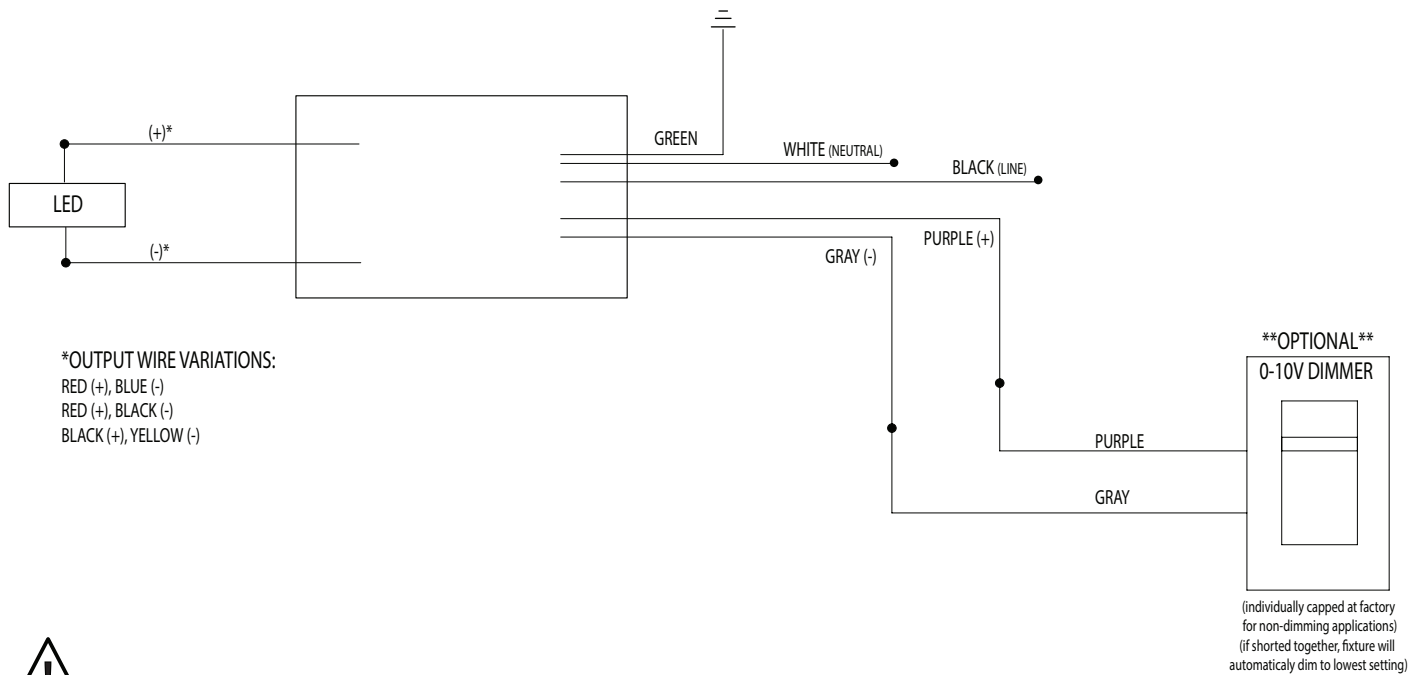 GREEN
WHITE (NEUTRAL)
BLACK (LINE)
(+)*
LED
(-)*
PURPLE (+)
GRAY (-)
*OUTPUT WIRE VARIATIONS:
RED (+), BLUE (-)
RED (+), BLACK (-)
BLACK (+), YELLOW (-)
**OPTIONAL**
0-10V DIMMER
PURPLE
GRAY
(individually capped at factory
for non-dimming applications)
(if shorted together, fixture will
automaticaly dim to lowest setting)
!